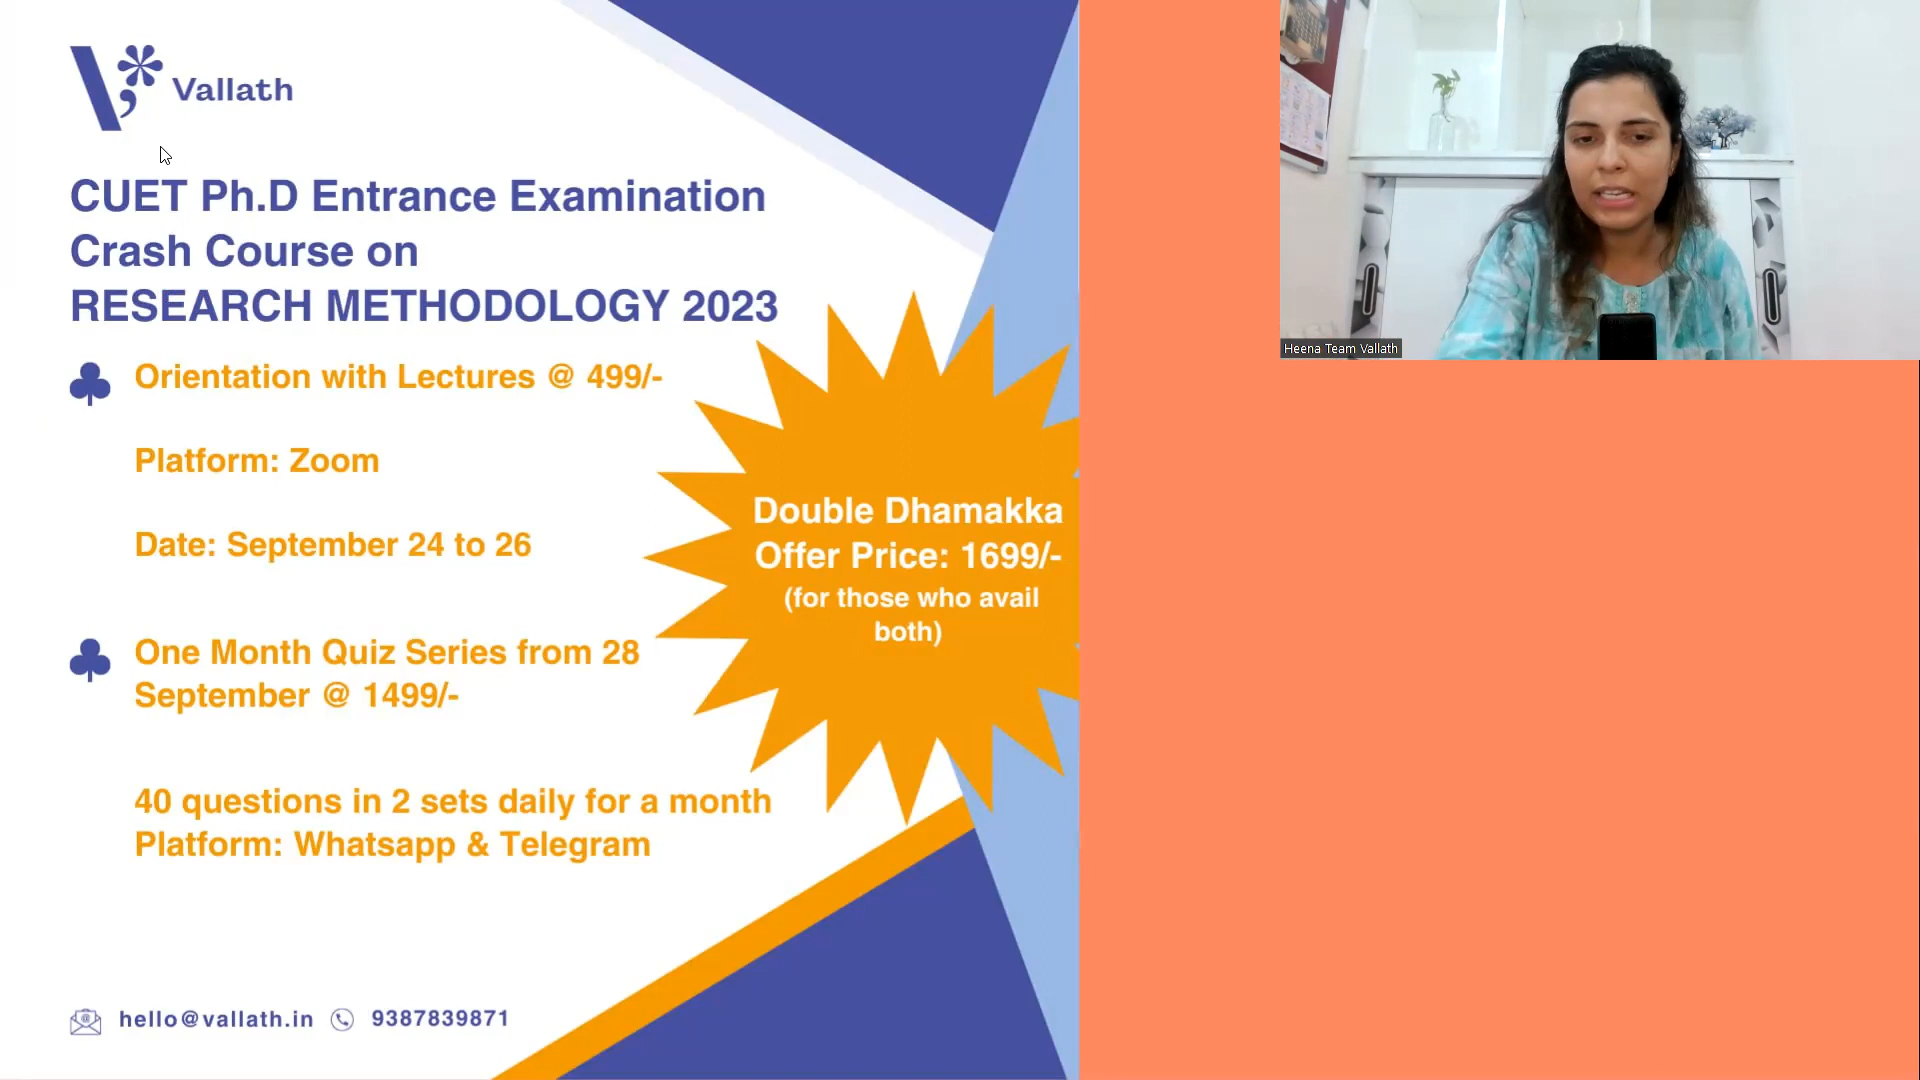 Vallath
CUET Ph.D Entrance Examination
Crash Course on
RESEARCH METHODOLOGY 2023
Orientation with Lectures @ 499/-
Platform: Zoom
Date: September 24 to 26
One Month Quiz Series from 28
September @ 1499/-
40 questions in 2 sets daily for a month
Platform: Whatsapp & Telegram
Double Dhamakka
Offer Price: 1699/-
(for those who avail
both)
hello@vallath.in 9387839871
Heena Team Vallath